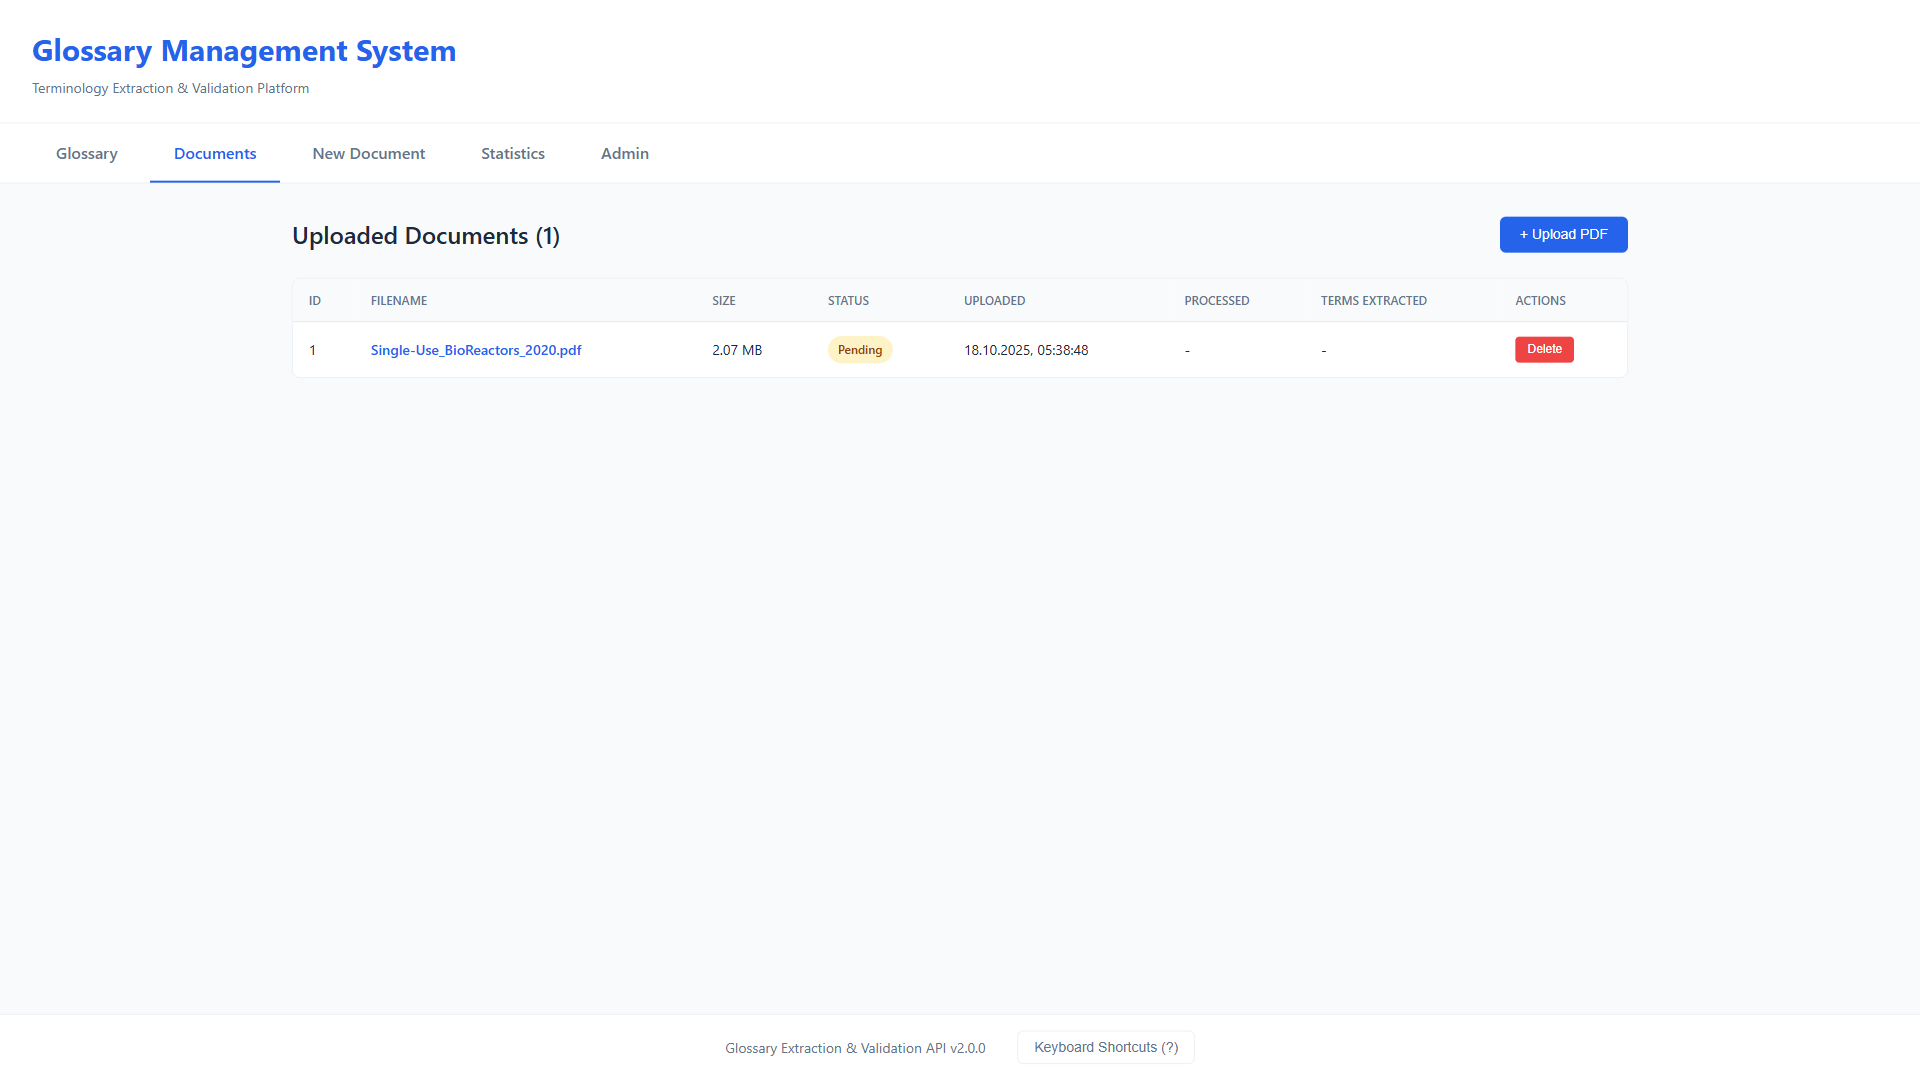 Glossary Management System
Terminology Extraction & Validation Platform
Glossary Documents New Document Statistics Admin
Uploaded Documents (1)
+ Upload PDF
ID FILENAME SIZE STATUS UPLOADED PROCESSED TERMS EXTRACTED ACTIONS
1 Single-Use_BioReactors_2020.pdf 2.07 MB Pending 18.10.2025, 05:38:48 - - Delete
Glossary Extraction & Validation API v2.0.0 Keyboard Shortcuts (?)